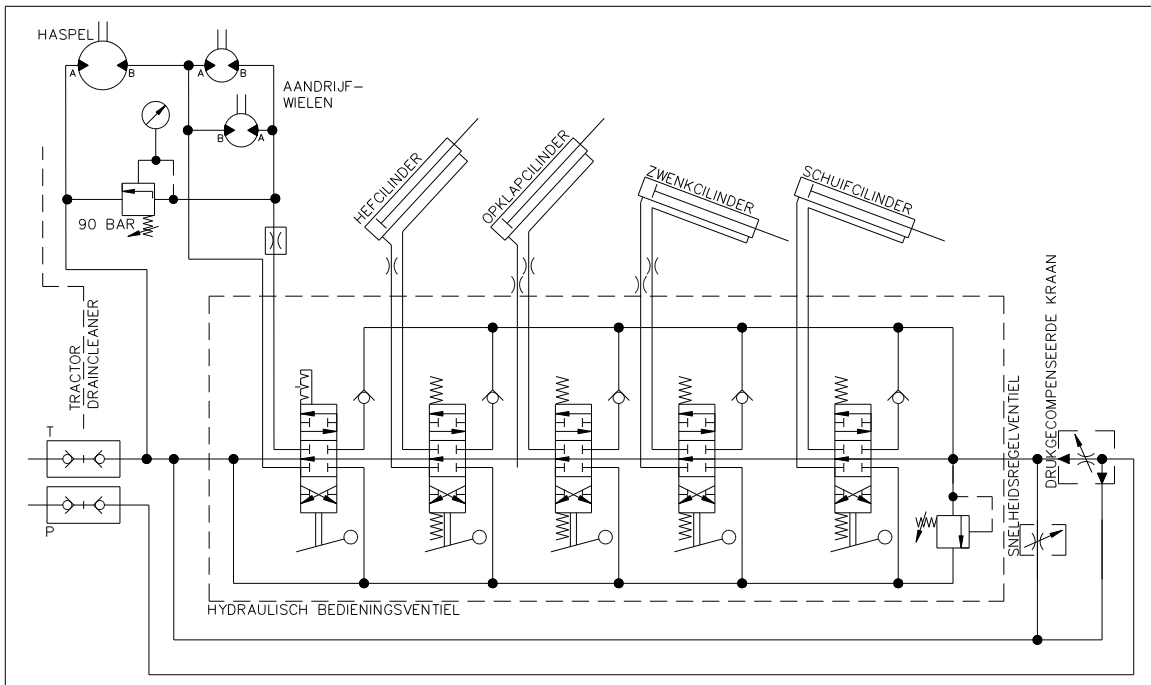 HASPEL
A B A B
AANDRIJF-
WIELEN
B A
90 BAR
HEFCILINDER
OPKLAPCILINDER
ZWENKCILINDER
SCHUIFCILINDER
TRACTOR
DRAINCLEANER
T
P
HYDRAULISCH BEDIENINGSVENTIEL
SNELHEIDSREGELVENTIEL
DRUKGECOMPENSEERDE KRAAN